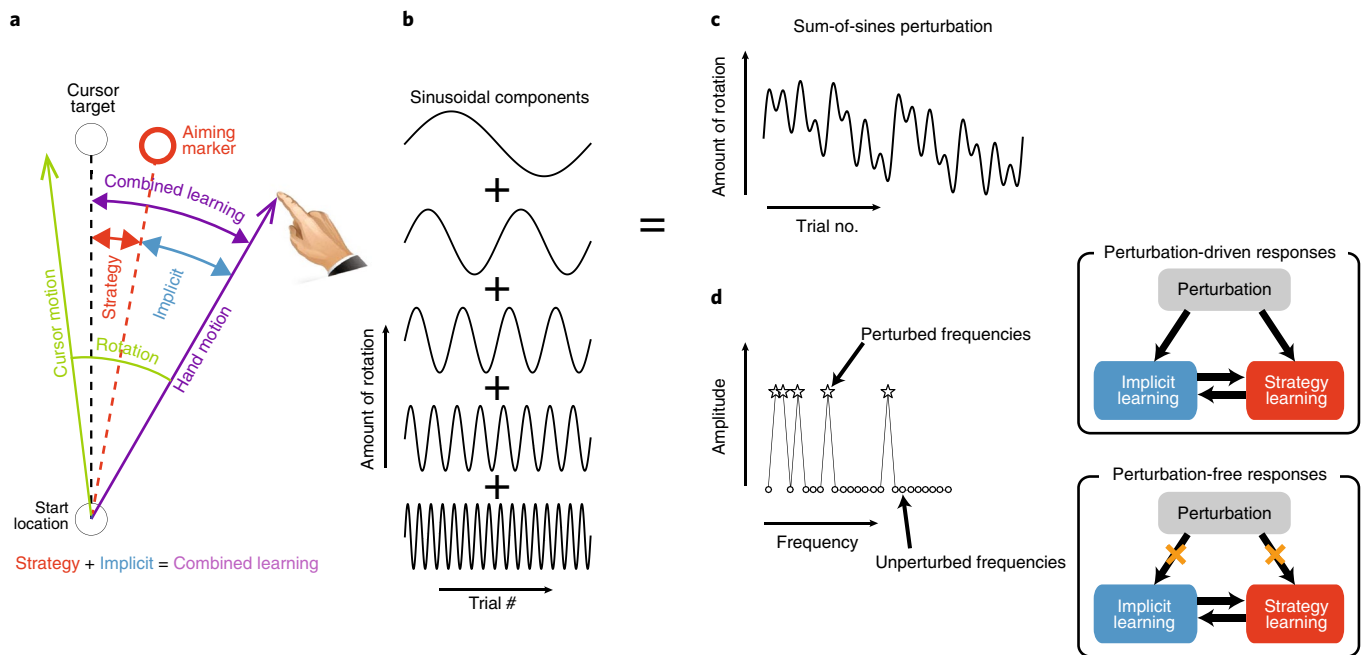 a
Cursor
target
Aiming
marker
Combined learning
Strategy
Implicit
Cursor motion
Rotation
Hand motion
Start
location
Strategy + Implicit = Combined learning
b
Sinusoidal components
+
+
+
+
Amount of rotation
Trial #
=
c
Sum-of-sines perturbation
Amount of rotation
Trial no.
d
Perturbed frequencies
Amplitude
Frequency
Unperturbed frequencies
Perturbation-driven responses
Perturbation
Implicit
learning
Strategy
learning
Perturbation-free responses
Perturbation
Implicit
learning
Strategy
learning